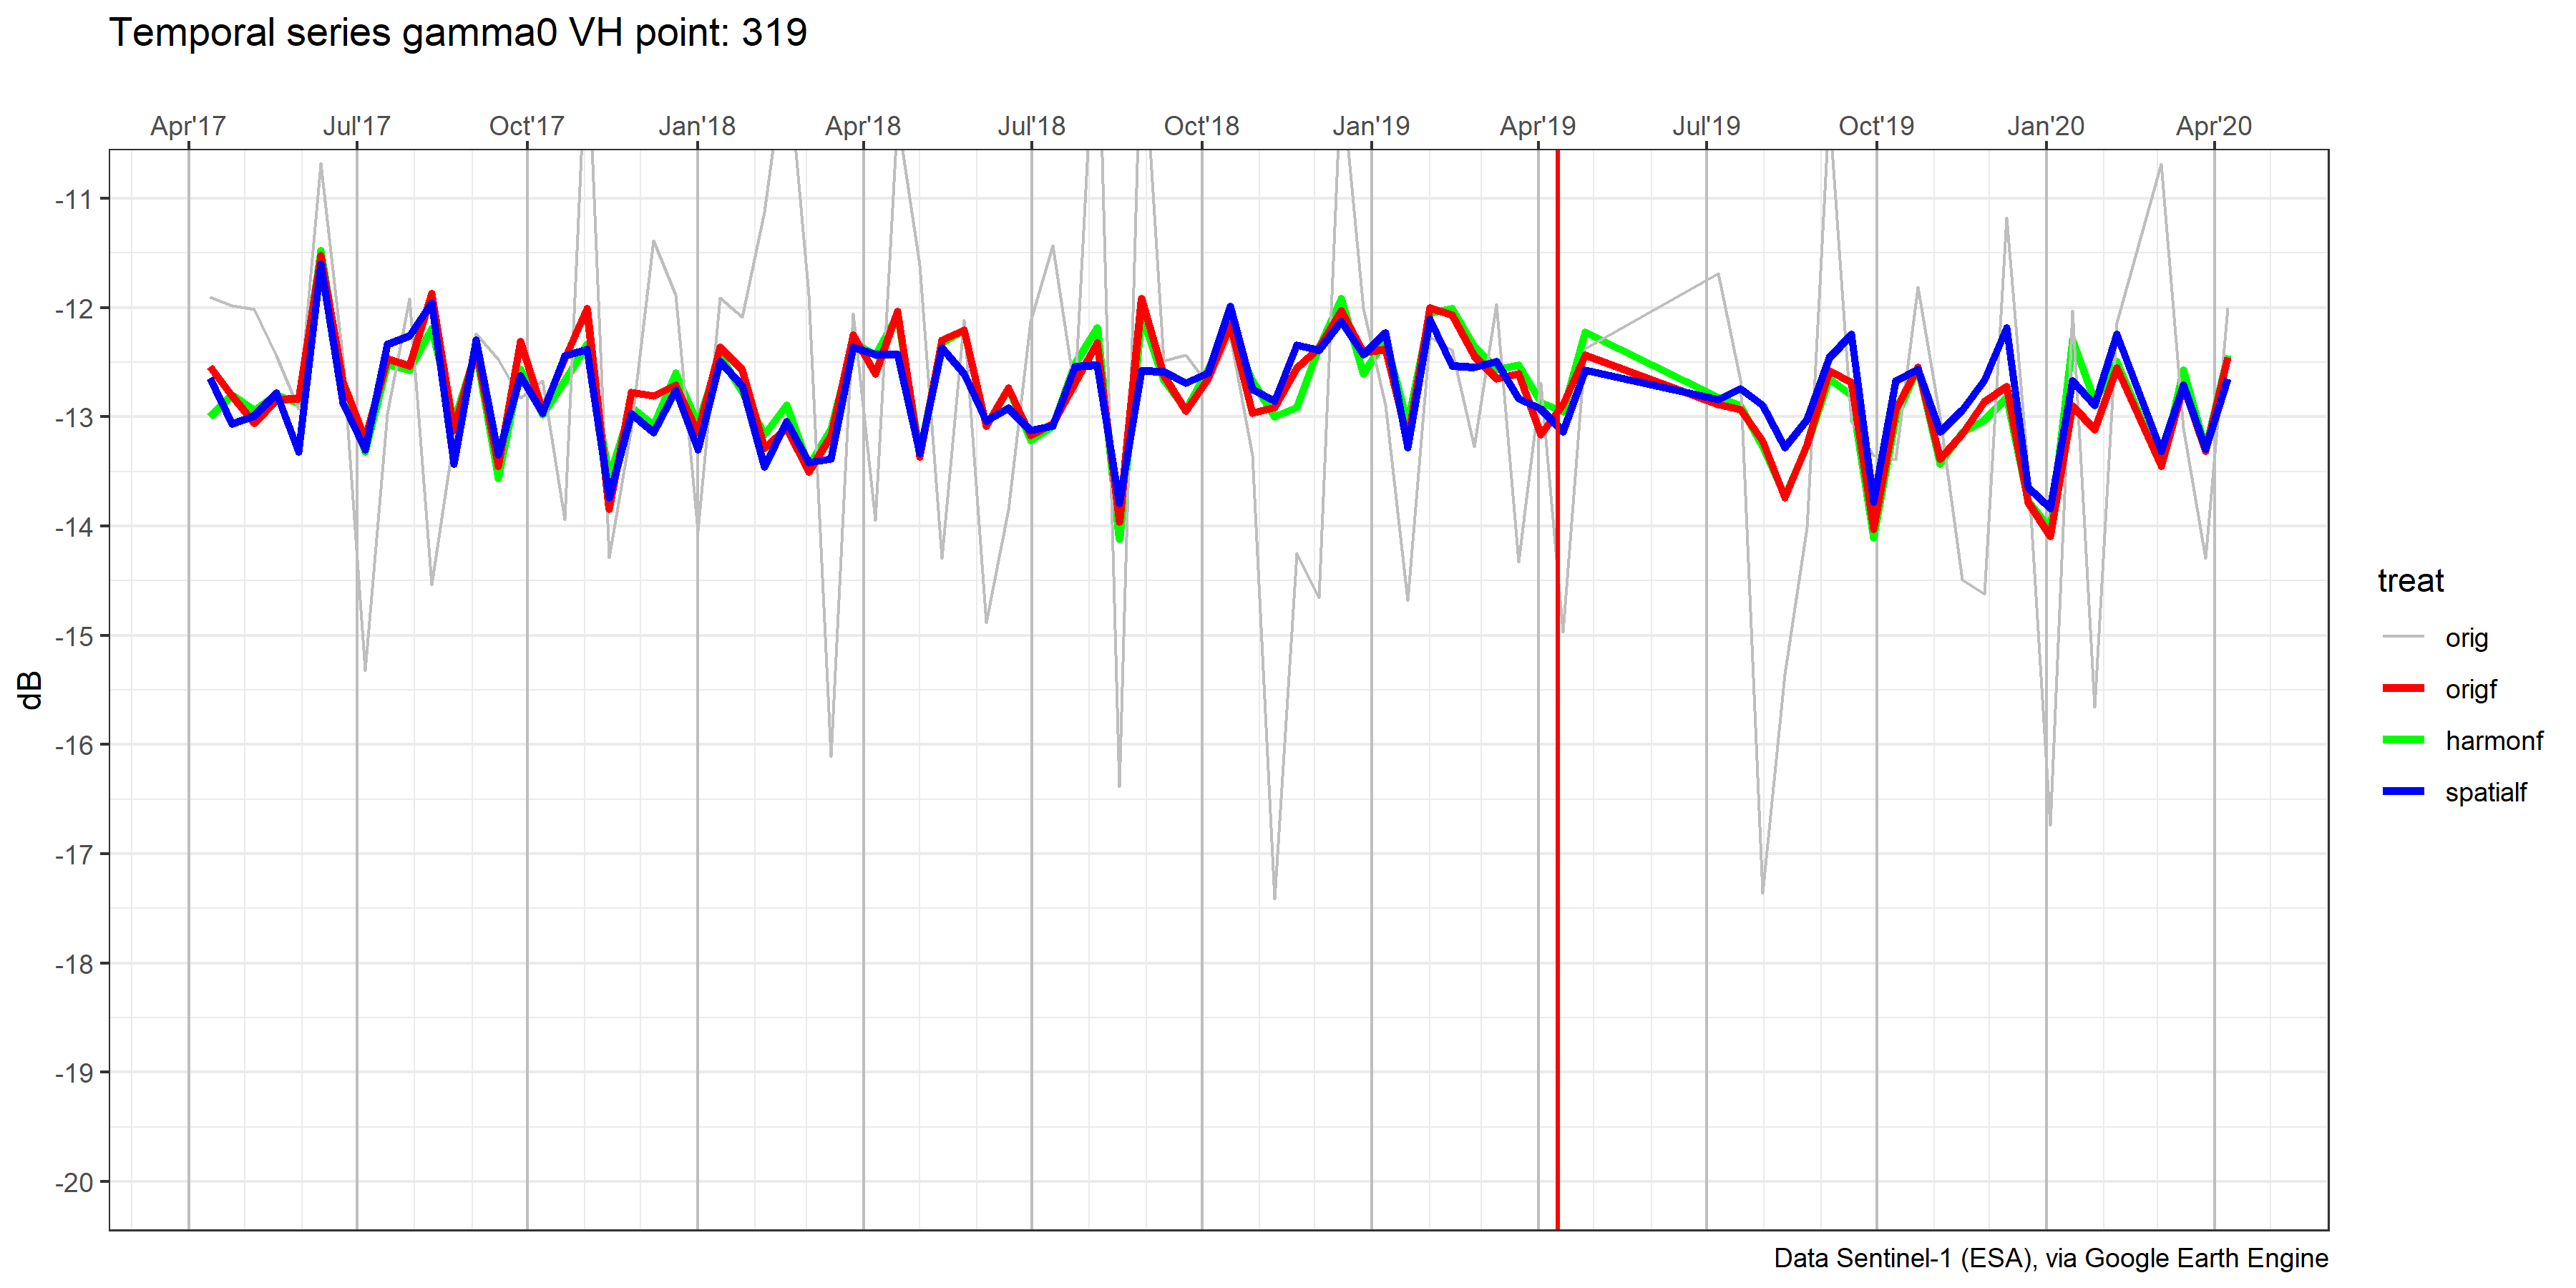 Temporal series gamma0 VH point: 319
Apr'17 Jul'17 Oct'17 Jan'18 Apr'18 Jul'18 Oct'18 Jan'19 Apr'19 Jul'19 Oct'19 Jan'20 Apr'20
-11
-12
-13
-14
-15
-16
-17
-18
-19
-20
dB
treat
orig
origf
harmonf
spatialf
Data Sentinel-1 (ESA), via Google Earth Engine